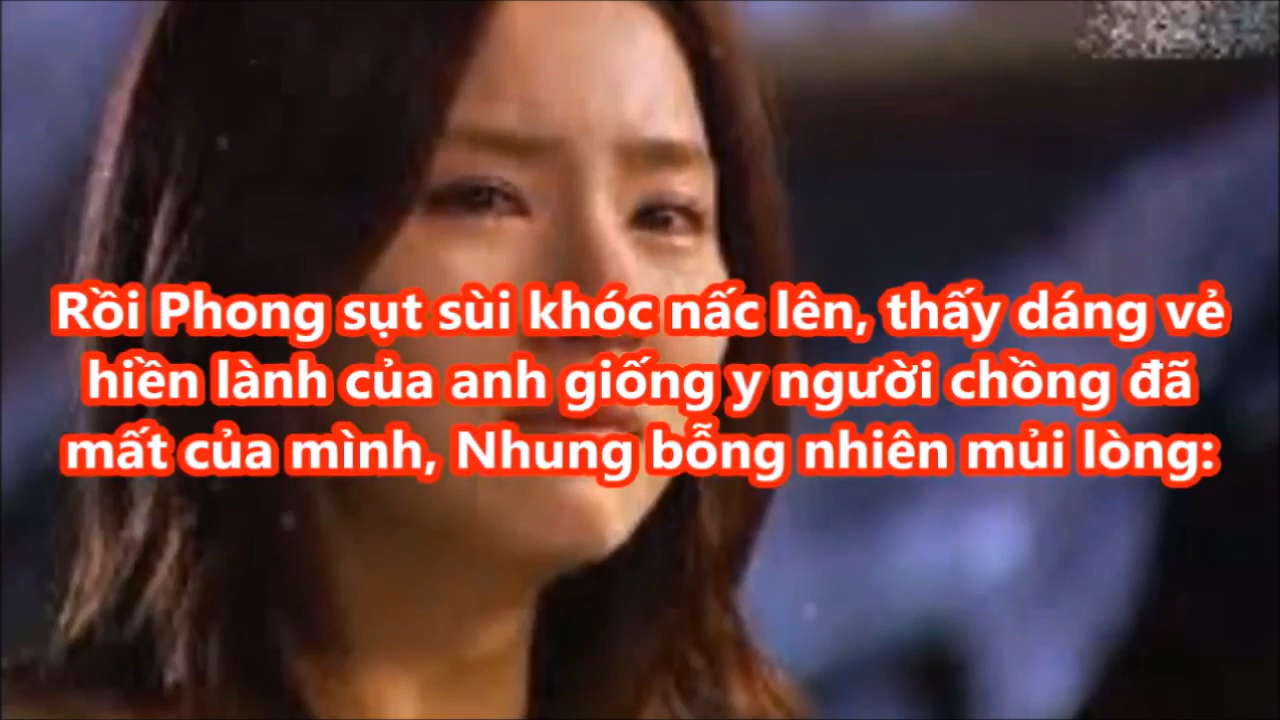 Rồi Phong sụt sùi khóc nấc lên, thấy dáng vẻ
hiền lành của anh giống y người chồng đã
mất của mình, Nhung bỗng nhiên mủi lòng: